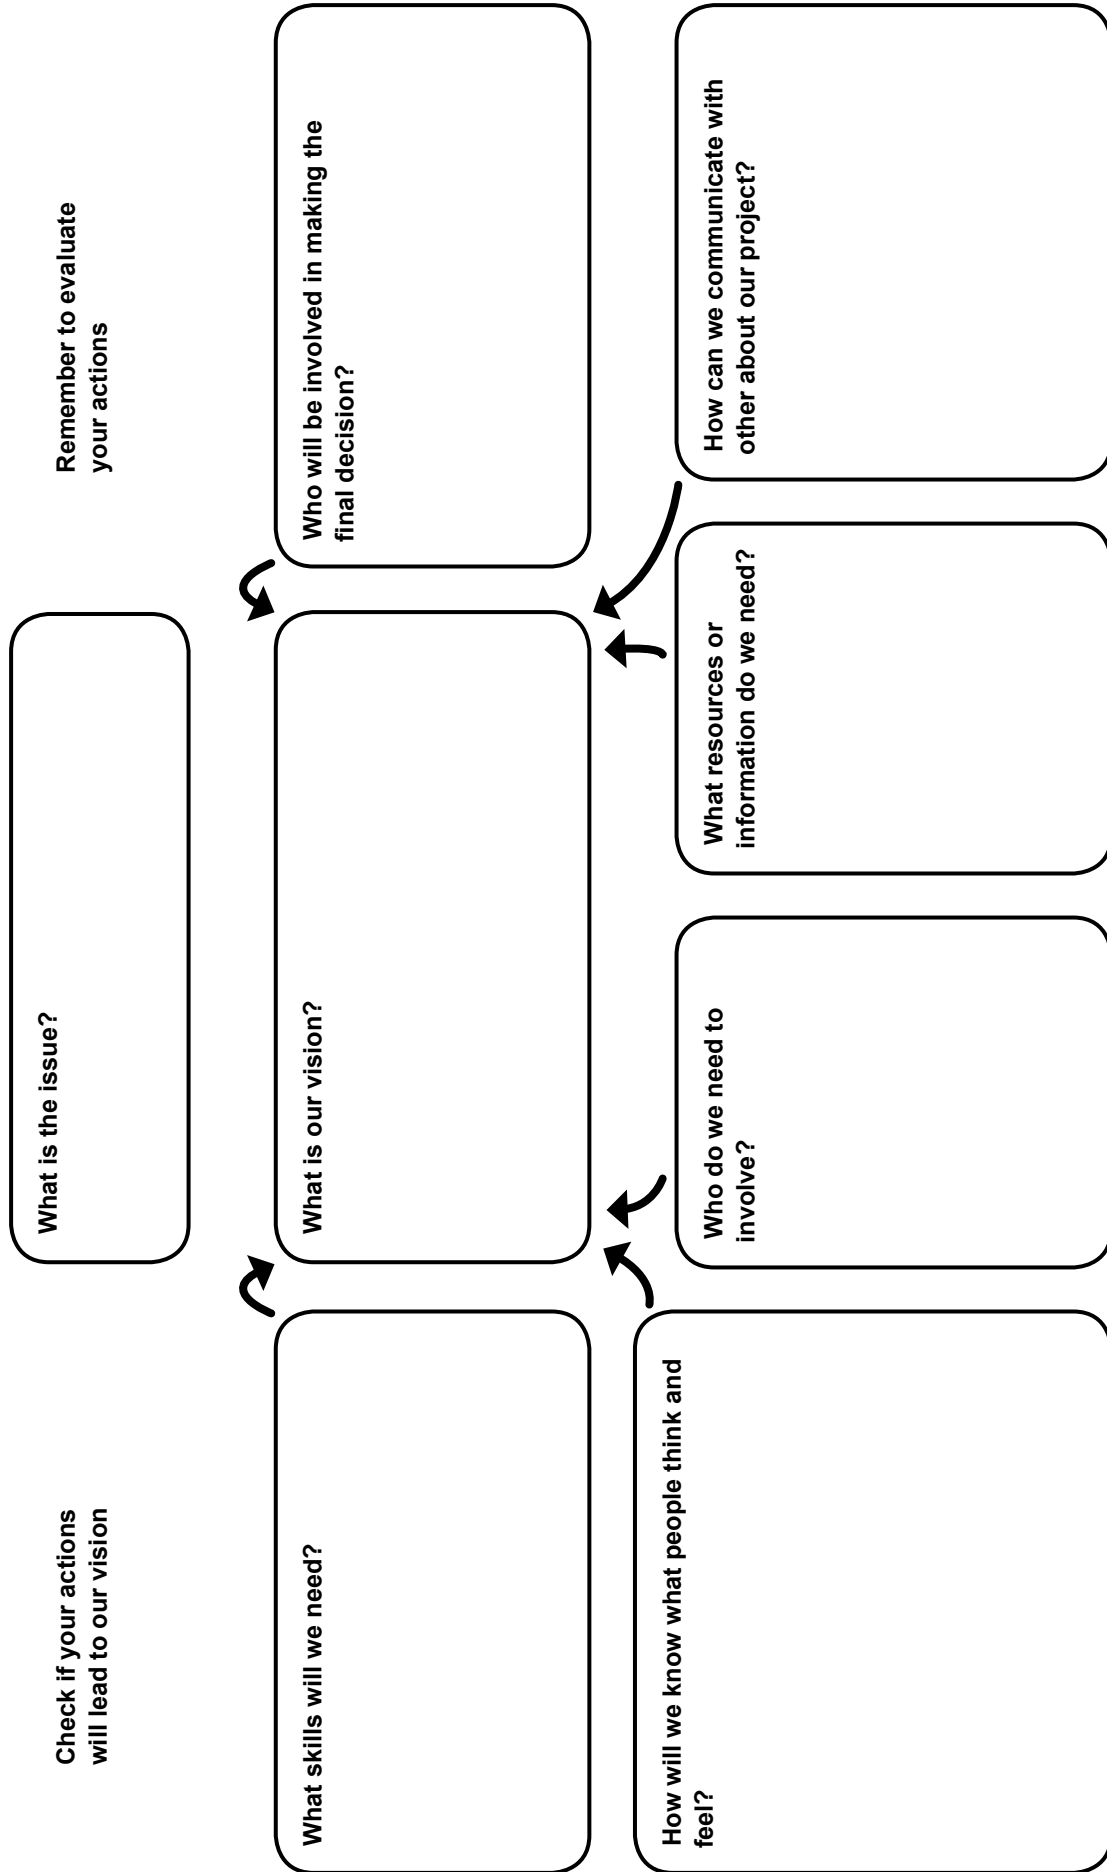 Check if your actions
will lead to our vision
What is the issue?
Remember to evaluate
your actions
What skills will we need?
What is our vision?
Who will be involved in making the
final decision?
How will we know what people think and
feel?
Who do we need to
involve?
What resources or
information do we need?
How can we communicate with
other about our project?